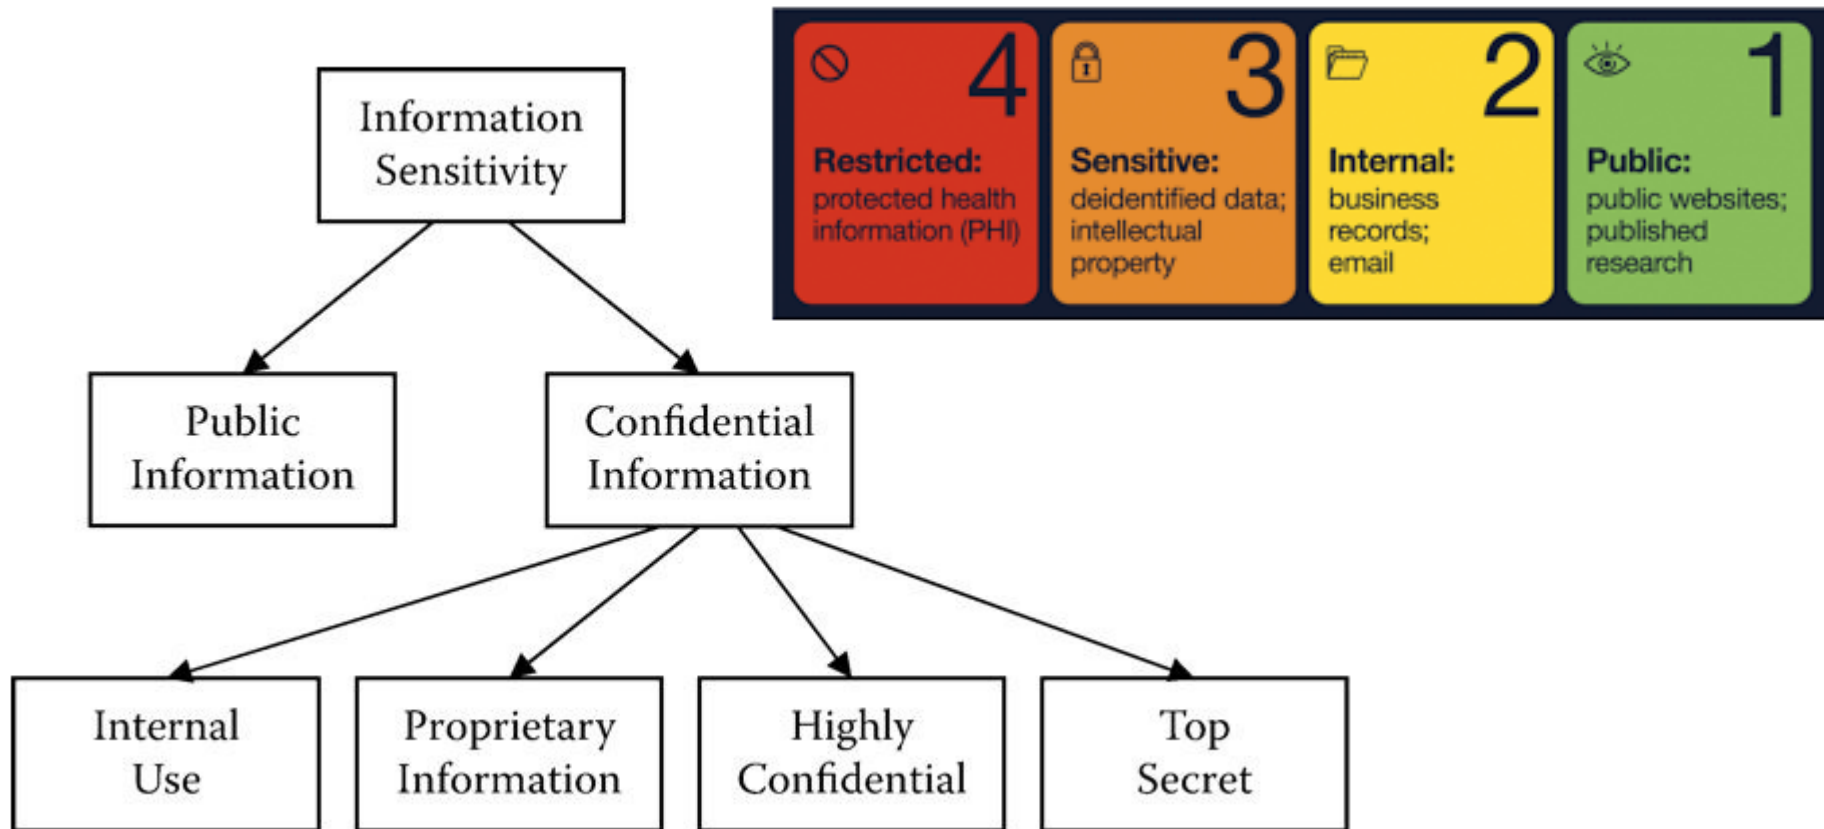 Information
Sensitivity
4
Restricted:
protected health
information (PHI)
3
Sensitive:
deidentified data;
intellectual
property
2
Internal:
business
records;
email
1
Public:
public websites;
published
research
Public
Information
Confidential
Information
Internal
Use
Proprietary
Information
Highly
Confidential
Top
Secret